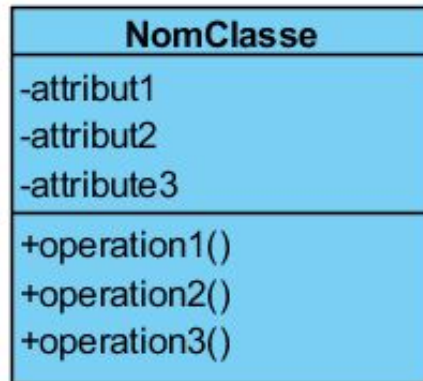 NomClasse
-attribut1
-attribut2
-attribute3
+operation1()
+operation2()
+operation3()